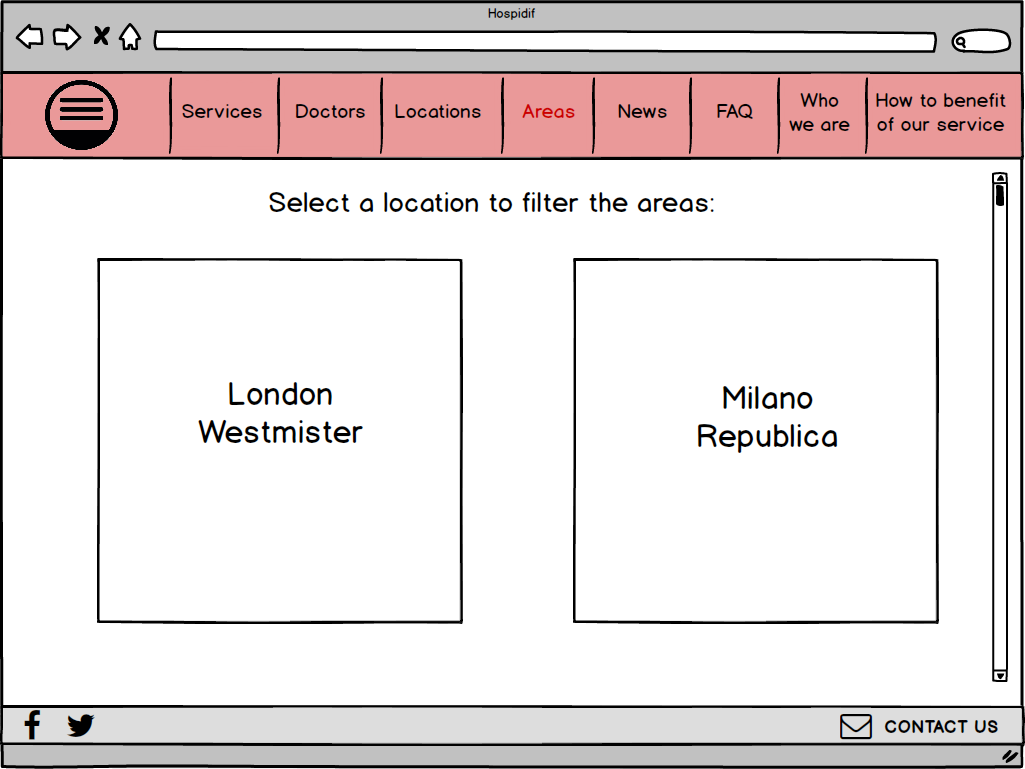 Hospidif
Services
Doctors
Locations
Areas
News
FAQ
Who
we are
How to benefit
of our service
Select a location to filter the areas:
London
Westmister
Milano
Republica
CONTACT US